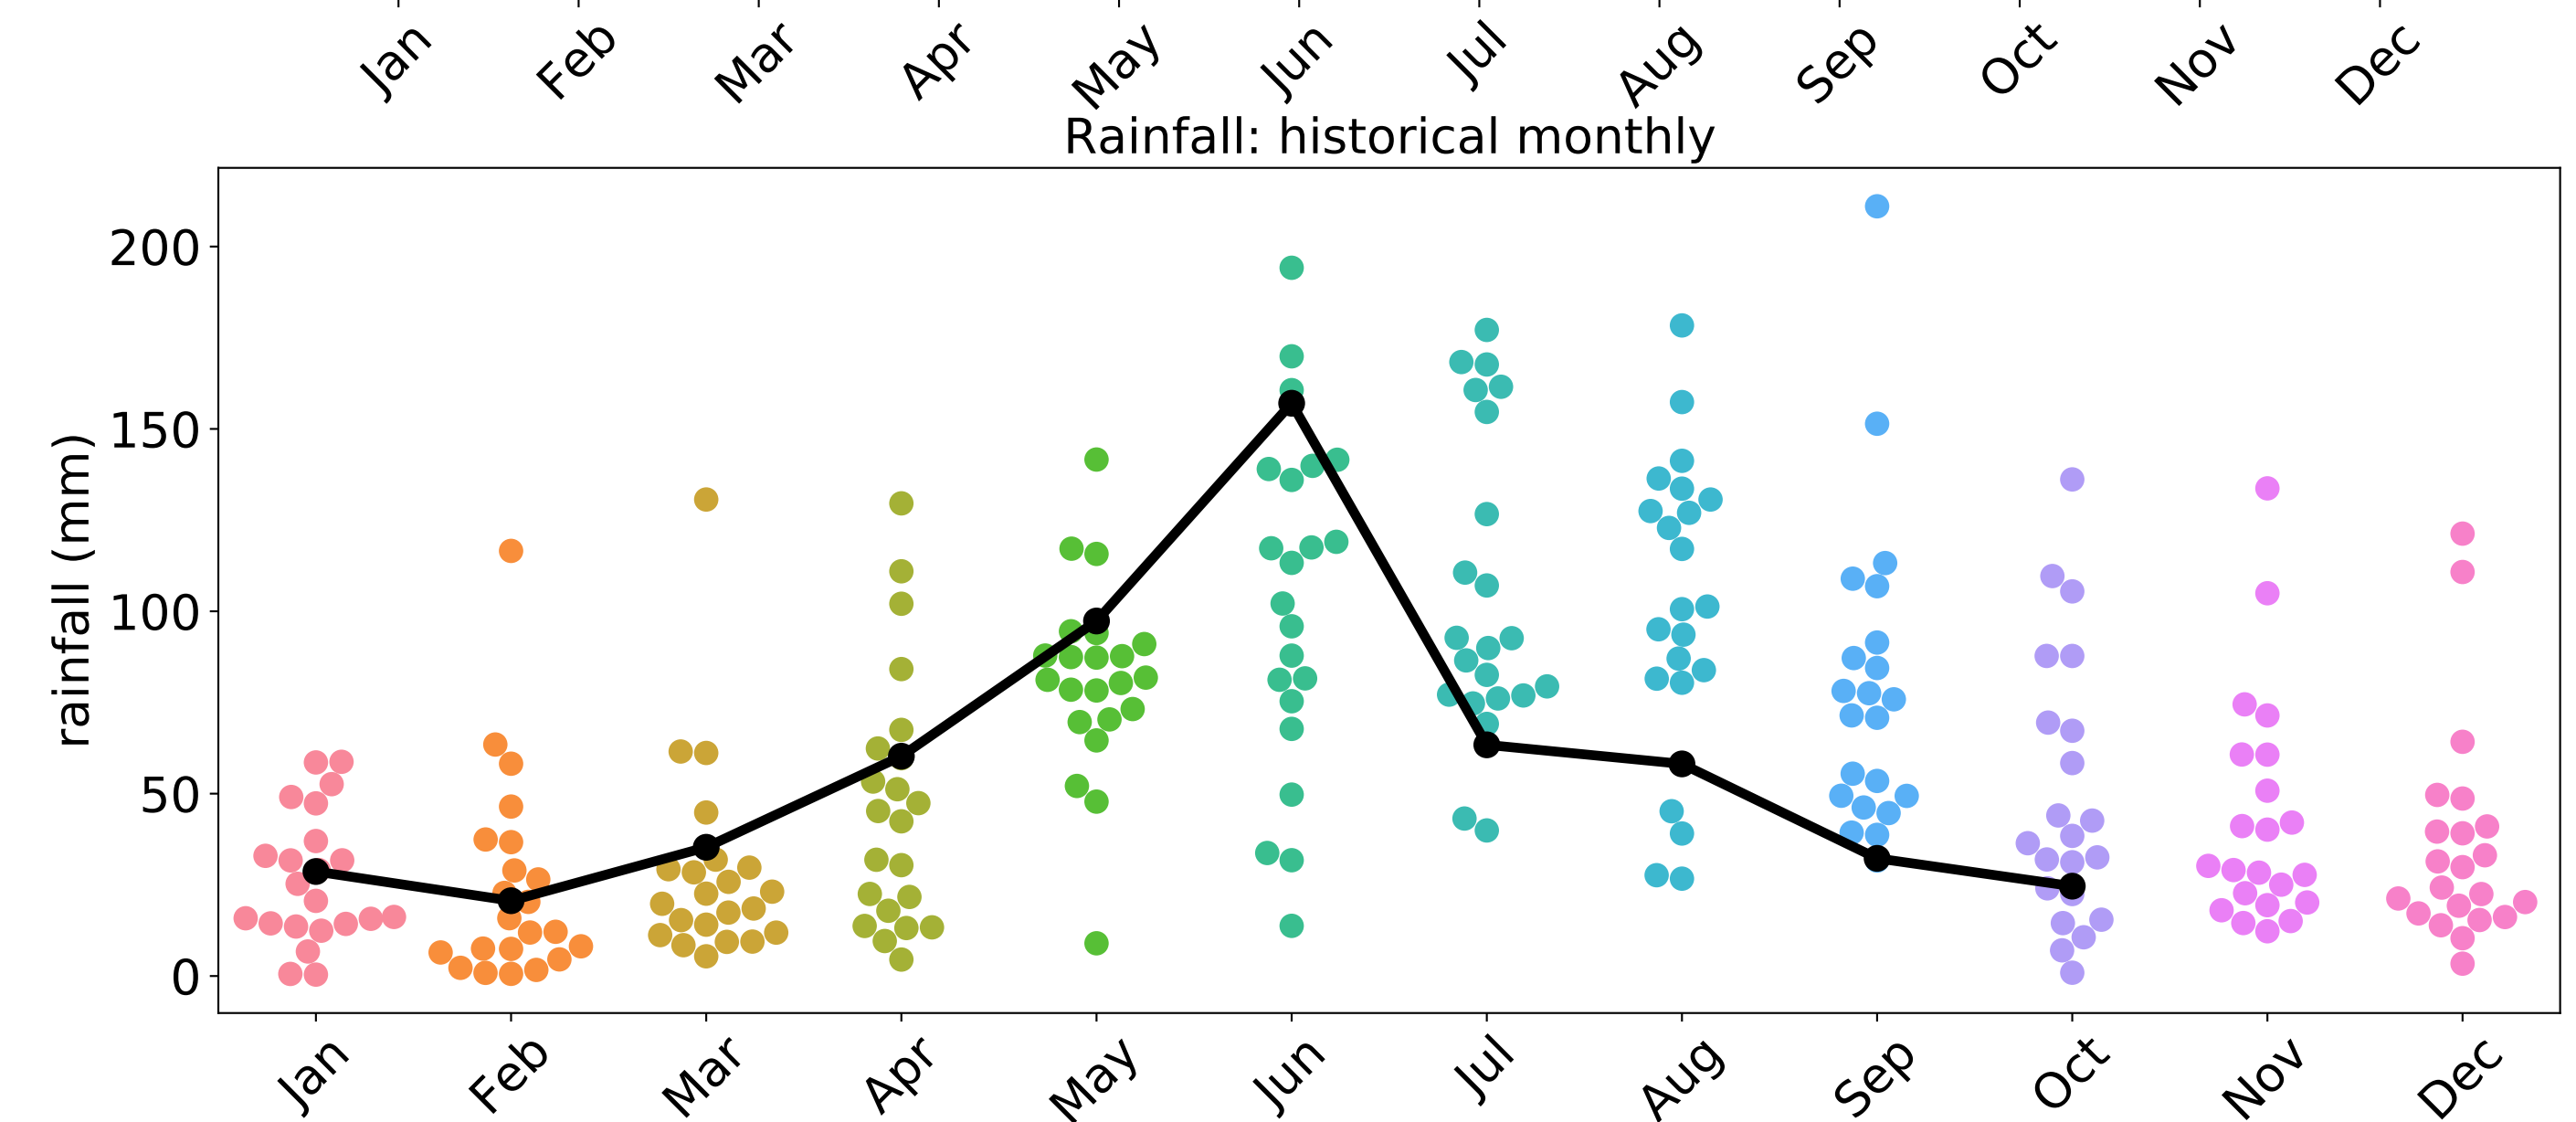 Jan Feb Mar Apr May Jun Jul Aug Sep Oct Nov Dec
Rainfall: historical monthly
rainfall (mm)
200
150
100
50
0
Jan Feb Mar Apr May Jun Jul Aug Sep Oct Nov Dec